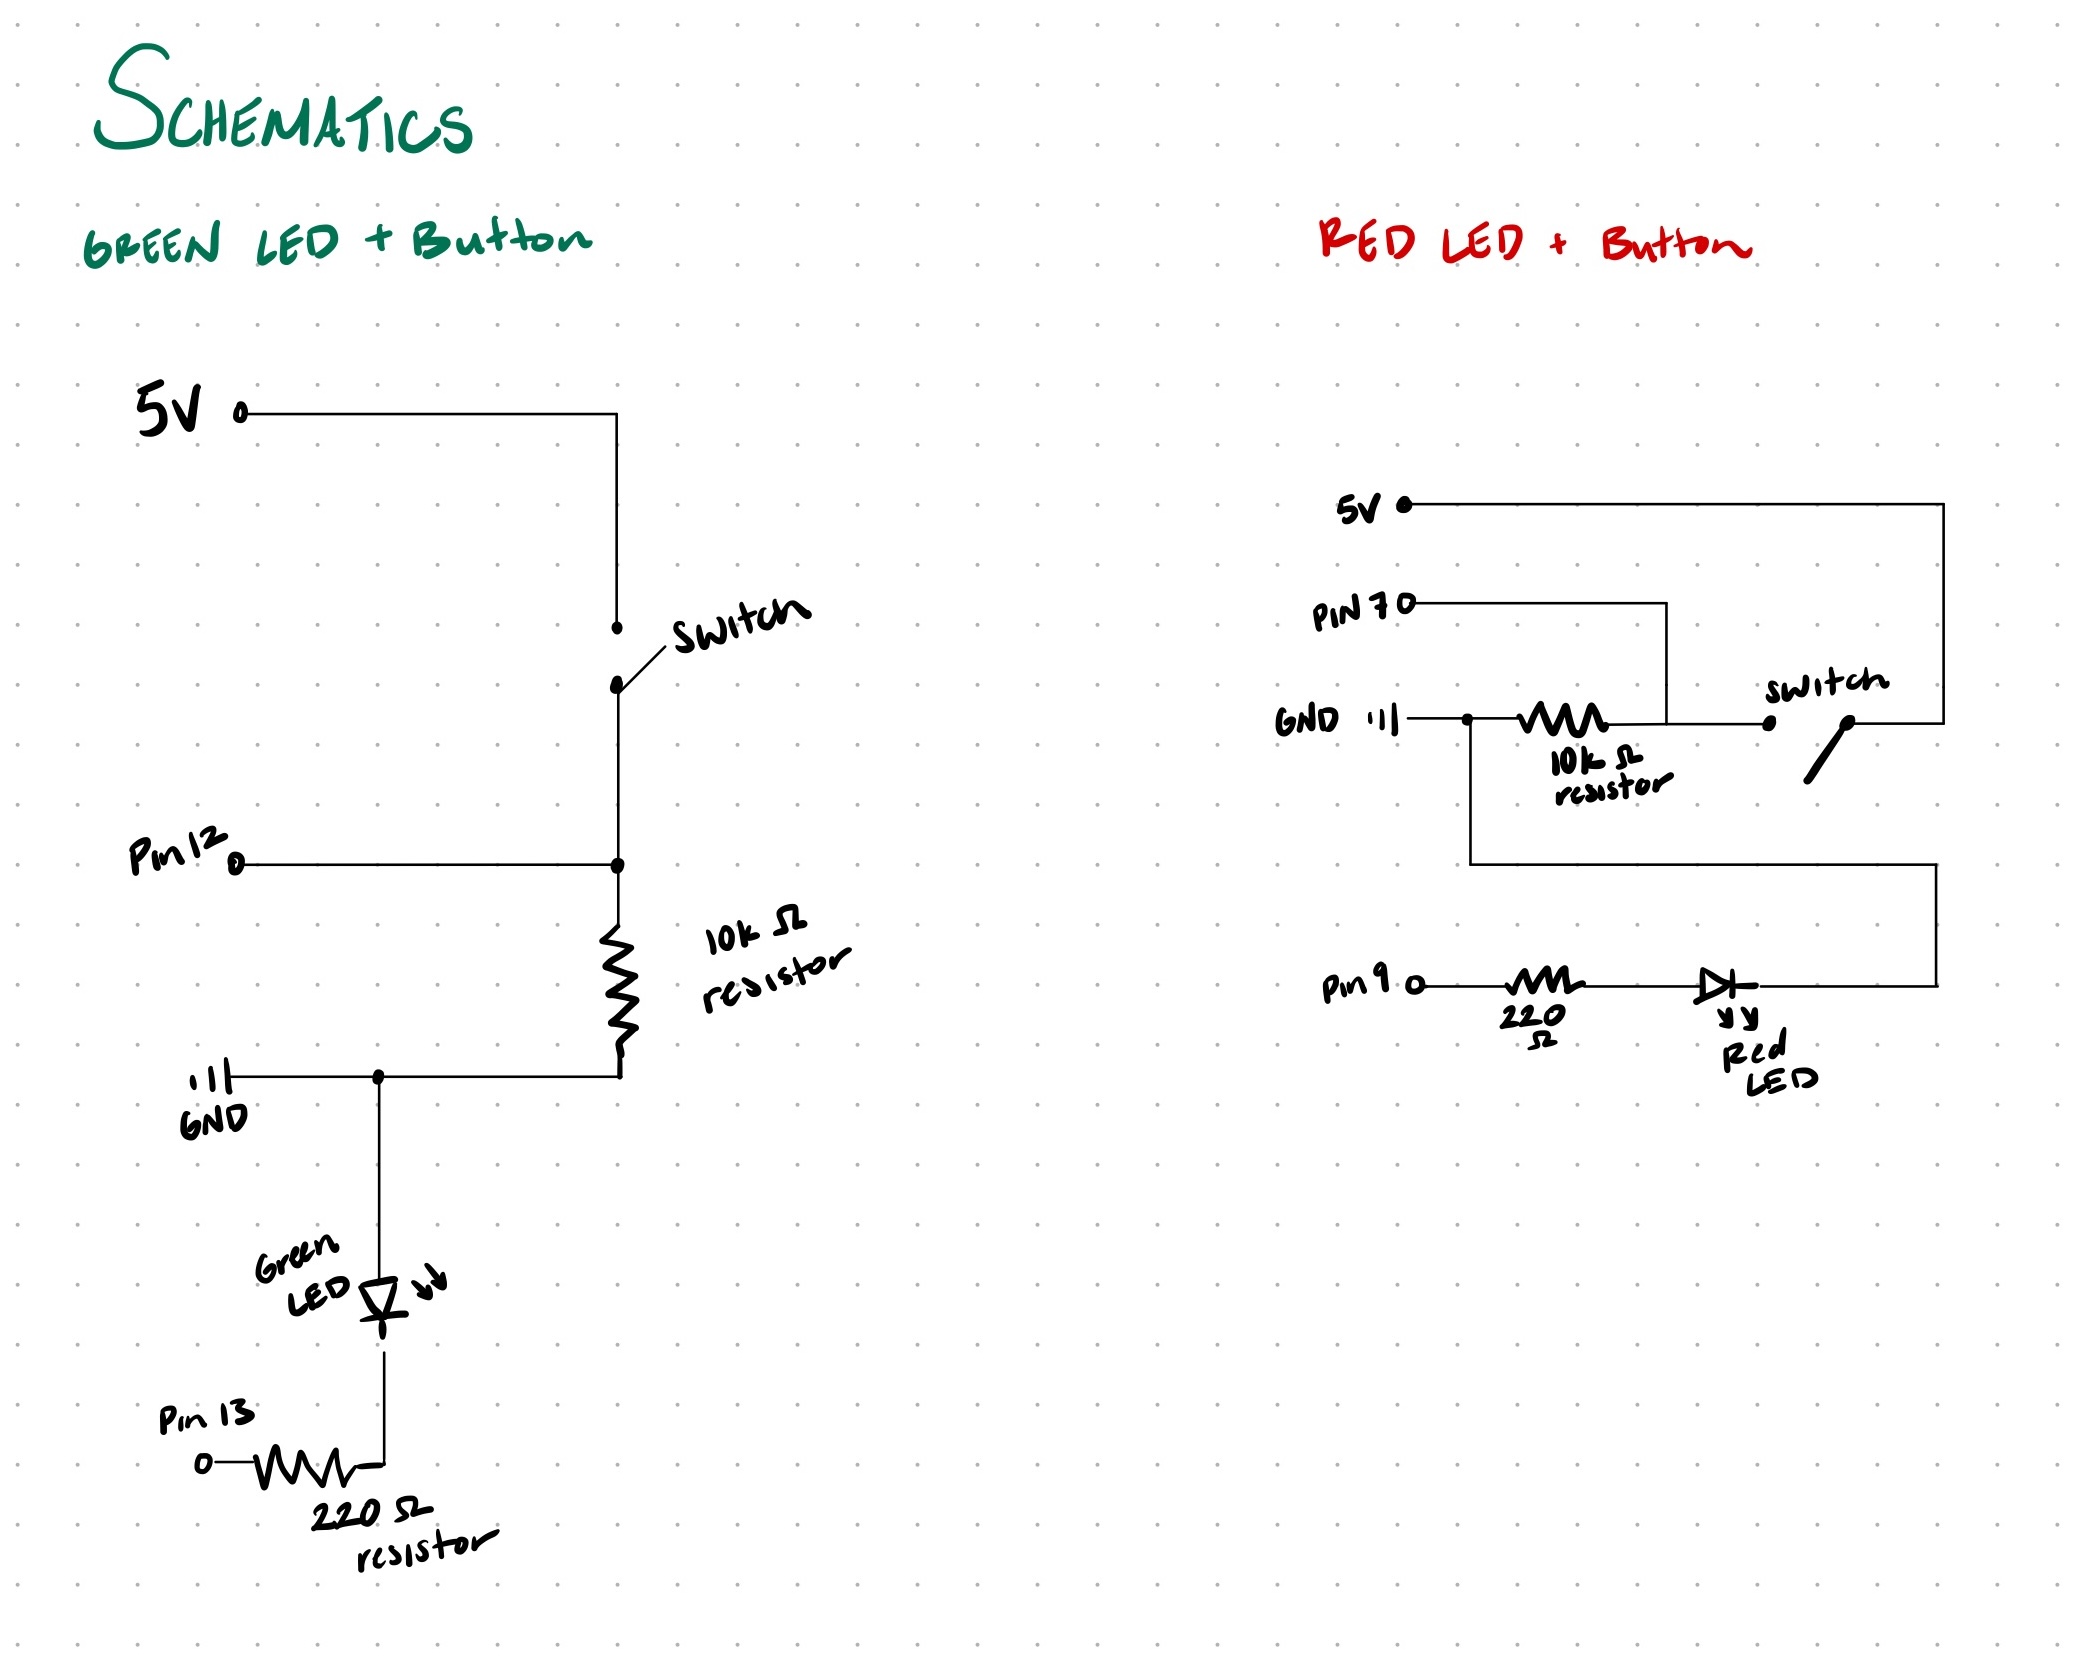 SCHEMATICS
GREEN LED + Button
5V
switch
Pin 12
10k Ω
resistor
GND
Green
LED
Pin 13
220 Ω
resistor
RED LED + Button
5V
PIN 7
GND
switch
10k Ω
resistor
Pin 9
220
Ω
Red
LED